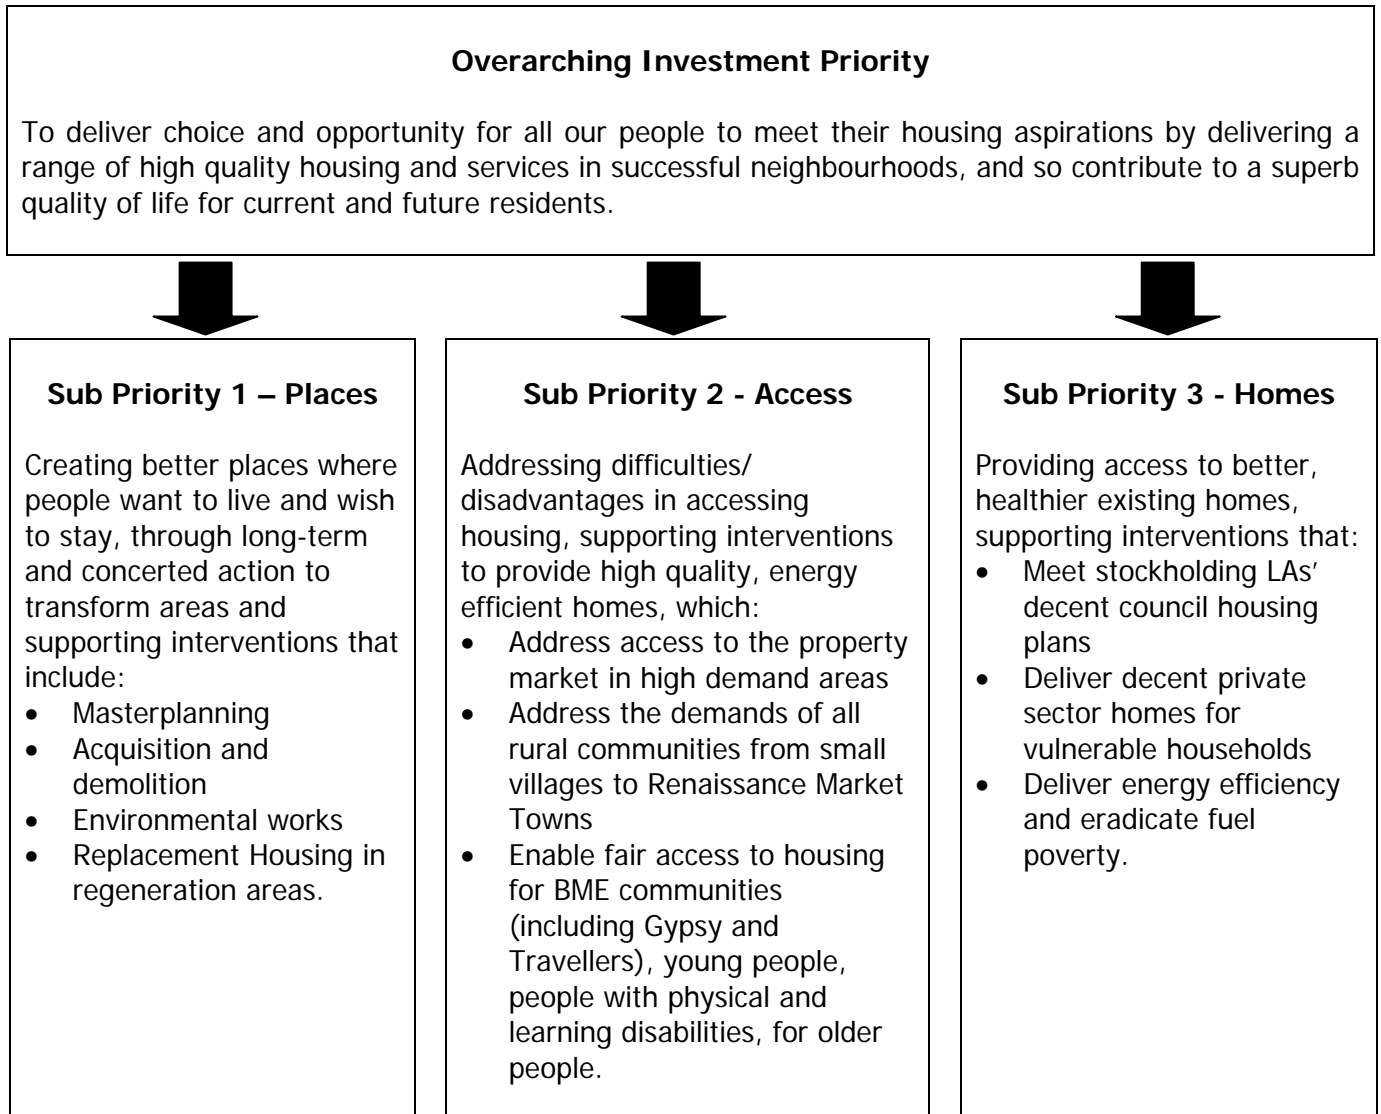 Overarching Investment Priority
To deliver choice and opportunity for all our people to meet their housing aspirations by delivering a
range of high quality housing and services in successful neighbourhoods, and so contribute to a superb
quality of life for current and future residents.
Sub Priority 1 – Places
Creating better places where
people want to live and wish
to stay, through long-term
and concerted action to
transform areas and
supporting interventions that
include:
• Masterplanning
• Acquisition and
demolition
• Environmental works
• Replacement Housing in
regeneration areas.
Sub Priority 2 - Access
Addressing difficulties/
disadvantages in accessing
housing, supporting interventions
to provide high quality, energy
efficient homes, which:
• Address access to the property
market in high demand areas
• Address the demands of all
rural communities from small
villages to Renaissance Market
Towns
• Enable fair access to housing
for BME communities
(including Gypsy and
Travellers), young people,
people with physical and
learning disabilities, for older
people.
Sub Priority 3 - Homes
Providing access to better,
healthier existing homes,
supporting interventions that:
• Meet stockholding LAs’
decent council housing
plans
• Deliver decent private
sector homes for
vulnerable households
• Deliver energy efficiency
and eradicate fuel
poverty.